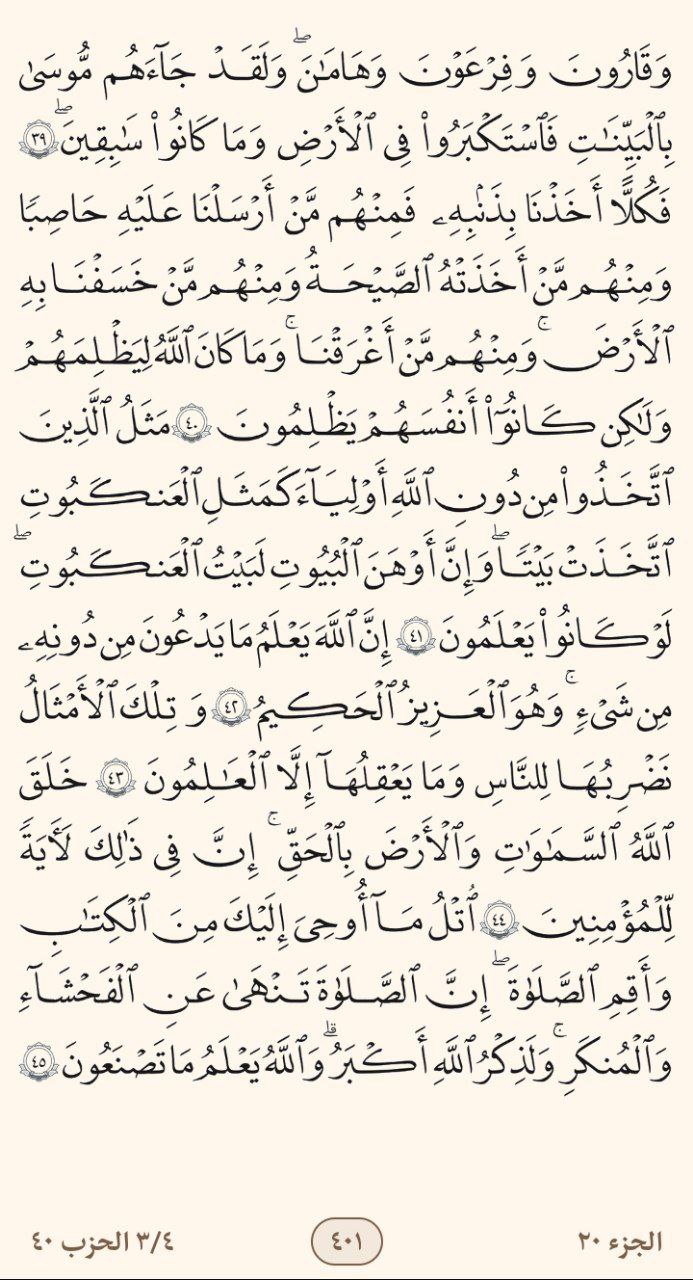 وَقَٰرُونَ وَفِرْعَوْنَ وَهَٰمَٰنَۖ وَلَقَدْ جَآءَهُم مُّوسَىٰ
بِٱلْبَيِّنَٰتِ فَٱسْتَكْبَرُوا۟ فِى ٱلْأَرْضِ وَمَا كَانُوا۟ سَٰبِقِينَۖ ٣٩
فَكُلًّا أَخَذْنَا بِذَنۢبِهِۦ فَمِنْهُم مَّنْ أَرْسَلْنَا عَلَيْهِ حَاصِبًا
وَمِنْهُم مَّنْ أَخَذَتْهُ ٱلصَّيْحَةُ وَمِنْهُم مَّنْ خَسَفْنَا بِهِ
ٱلْأَرْضَۚ وَمِنْهُم مَّنْ أَغْرَقْنَاۚ وَمَا كَانَ ٱللَّهُ لِيَظْلِمَهُمْ
وَلَٰكِن كَانُوٓا۟ أَنفُسَهُمْ يَظْلِمُونَ ٤٠ مَثَلُ ٱلَّذِينَ
ٱتَّخَذُوا۟ مِن دُونِ ٱللَّهِ أَوْلِيَآءَ كَمَثَلِ ٱلْعَنكَبُوتِ
ٱتَّخَذَتْ بَيْتًاۖ وَإِنَّ أَوْهَنَ ٱلْبُيُوتِ لَبَيْتُ ٱلْعَنكَبُوتِۖ
لَوْ كَانُوا۟ يَعْلَمُونَ ٤١ إِنَّ ٱللَّهَ يَعْلَمُ مَا يَدْعُونَ مِن دُونِهِۦ
مِن شَىْءٍۚ وَهُوَ ٱلْعَزِيزُ ٱلْحَكِيمُ ٤٢ وَتِلْكَ ٱلْأَمْثَٰلُ
نَضْرِبُهَا لِلنَّاسِ وَمَا يَعْقِلُهَآ إِلَّا ٱلْعَٰلِمُونَ ٤٣ خَلَقَ
ٱللَّهُ ٱلسَّمَٰوَٰتِ وَٱلْأَرْضَ بِٱلْحَقِّۚ إِنَّ فِى ذَٰلِكَ لَءَايَةً
لِّلْمُؤْمِنِينَ ٤٤ ٱتْلُ مَآ أُوحِىَ إِلَيْكَ مِنَ ٱلْكِتَٰبِ
وَأَقِمِ ٱلصَّلَوٰةَۖ إِنَّ ٱلصَّلَوٰةَ تَنْهَىٰ عَنِ ٱلْفَحْشَآءِ
وَٱلْمُنكَرِۚ وَلَذِكْرُ ٱللَّهِ أَكْبَرُۗ وَٱللَّهُ يَعْلَمُ مَا تَصْنَعُونَ ٤٥
الجزء ٢٠
٤٠١
٣/٤ الحزب ٤٠